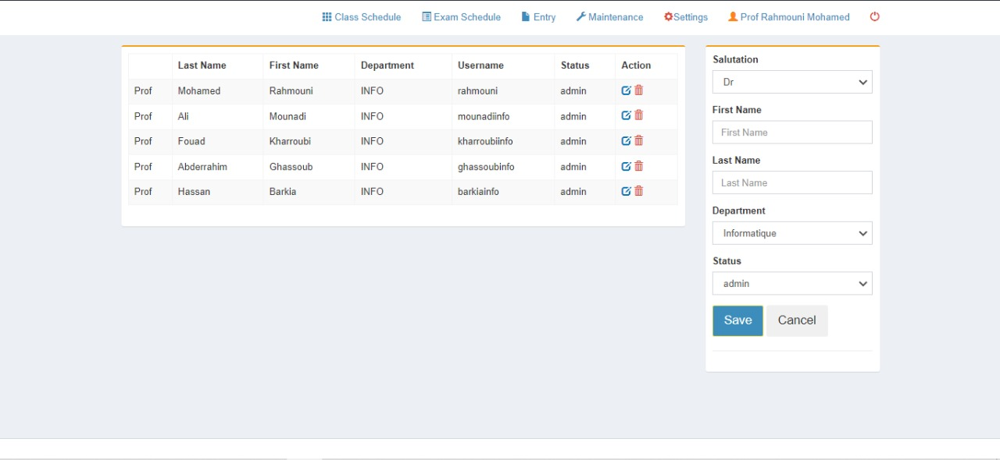 Class Schedule Exam Schedule Entry Maintenance Settings Prof Rahmouni Mohamed
Last Name First Name Department Username Status Action
Prof Mohamed Rahmouni INFO rahmouni admin
Prof Ali Mounadi INFO mounadiinfo admin
Prof Fouad Kharroubi INFO kharroubiinfo admin
Prof Abderrahim Ghassoub INFO ghassoubinfo admin
Prof Hassan Barkia INFO barkiainfo admin
Salutation
Dr
First Name
First Name
Last Name
Last Name
Department
Informatique
Status
admin
Save Cancel